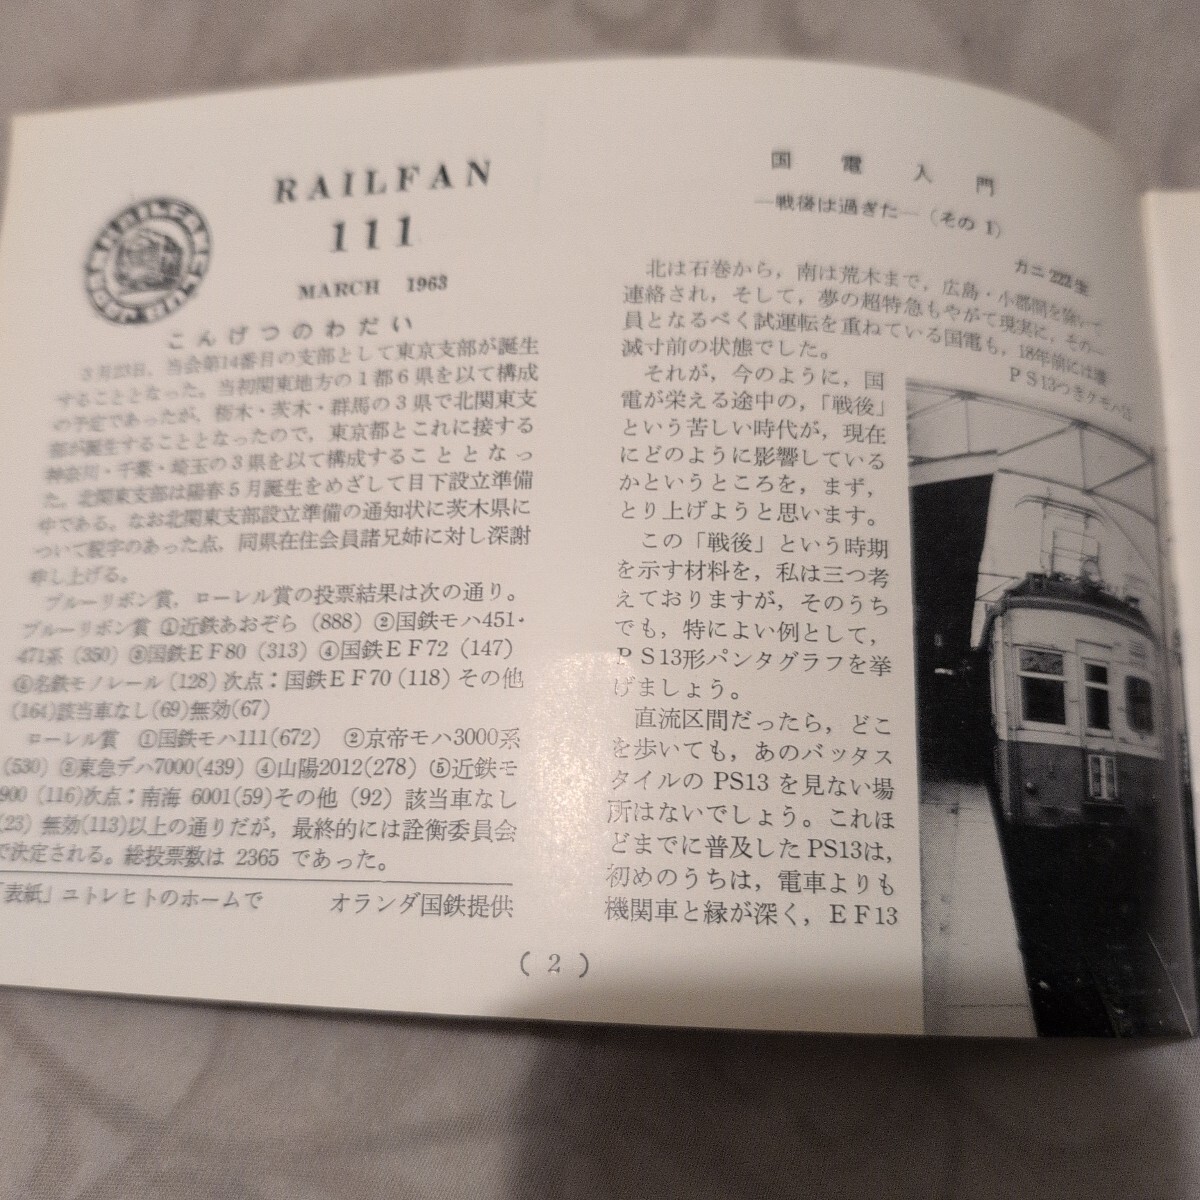 RAILFAN
111
MARCH 1963
こんげつのわだい
3月23日，当会第14番目の支部として東京支部が誕生
することとなった。当初関東地方の1都6県を以て構成
の予定であったが，栃木・茨木・群馬の3県で北関東支
部が誕生することとなったので，東京都とこれに接する
神奈川・千葉・埼玉の3県を以て構成することとなっ
た。北関東支部は陽春5月誕生をめざして目下設立準備
中である。なお北関東支部設立準備の通知状に茨木県に
ついて脱字のあった点，同県在住会員諸兄姉に対し深謝
申し上げる。
ブルーリボン賞，ローレル賞の投票結果は次の通り。
ブルーリボン賞 ①近鉄あおぞら (888) ②国鉄モハ451・
471系 (350) ③国鉄EF80 (313) ④国鉄EF72 (147)
名鉄モノレール (128) 次点：国鉄EF70 (118) その他
(164)該当車なし(69)無効(67)
ローレル賞 ①国鉄モハ111(672) ②京帝モハ3000系
(530) ③東急デハ7000(439) ④山陽2012(278) ⑤近鉄モ
900 (116)次点：南海 6001(59)その他 (92) 該当車なし
(23) 無効(113)以上の通りだが，最終的には詮衡委員会
で決定される。総投票数は 2365 であった。
「表紙」ユトレヒトのホームで オランダ国鉄提供
国電入門
―戦後は過ぎた―(その 1)
ガニ222生
北は石巻から，南は荒木まで，広島・小郡間を除いて
連絡され，そして，夢の超特急もやがて現実に，その一
員となるべく試運転を重ねている国電も，18年前には壊
滅寸前の状態でした。
それが，今のように，国
電が栄える途中の，「戦後」
という苦しい時代が，現在
にどのように影響している
かというところを，まず，
とり上げようと思います。
この「戦後」という時期
を示す材料を，私は三つ考
えておりますが，そのうち
でも，特によい例として，
PS13形パンタグラフを挙
げましょう。
直流区間だったら，どこ
を歩いても，あのバッタス
タイルの PS13 を見ない場
所はないでしょう。これほ
どまでに普及したPS13は，
初めのうちは，電車よりも
機関車と縁が深く，EF13
PS13つきクモハ
( 2 )